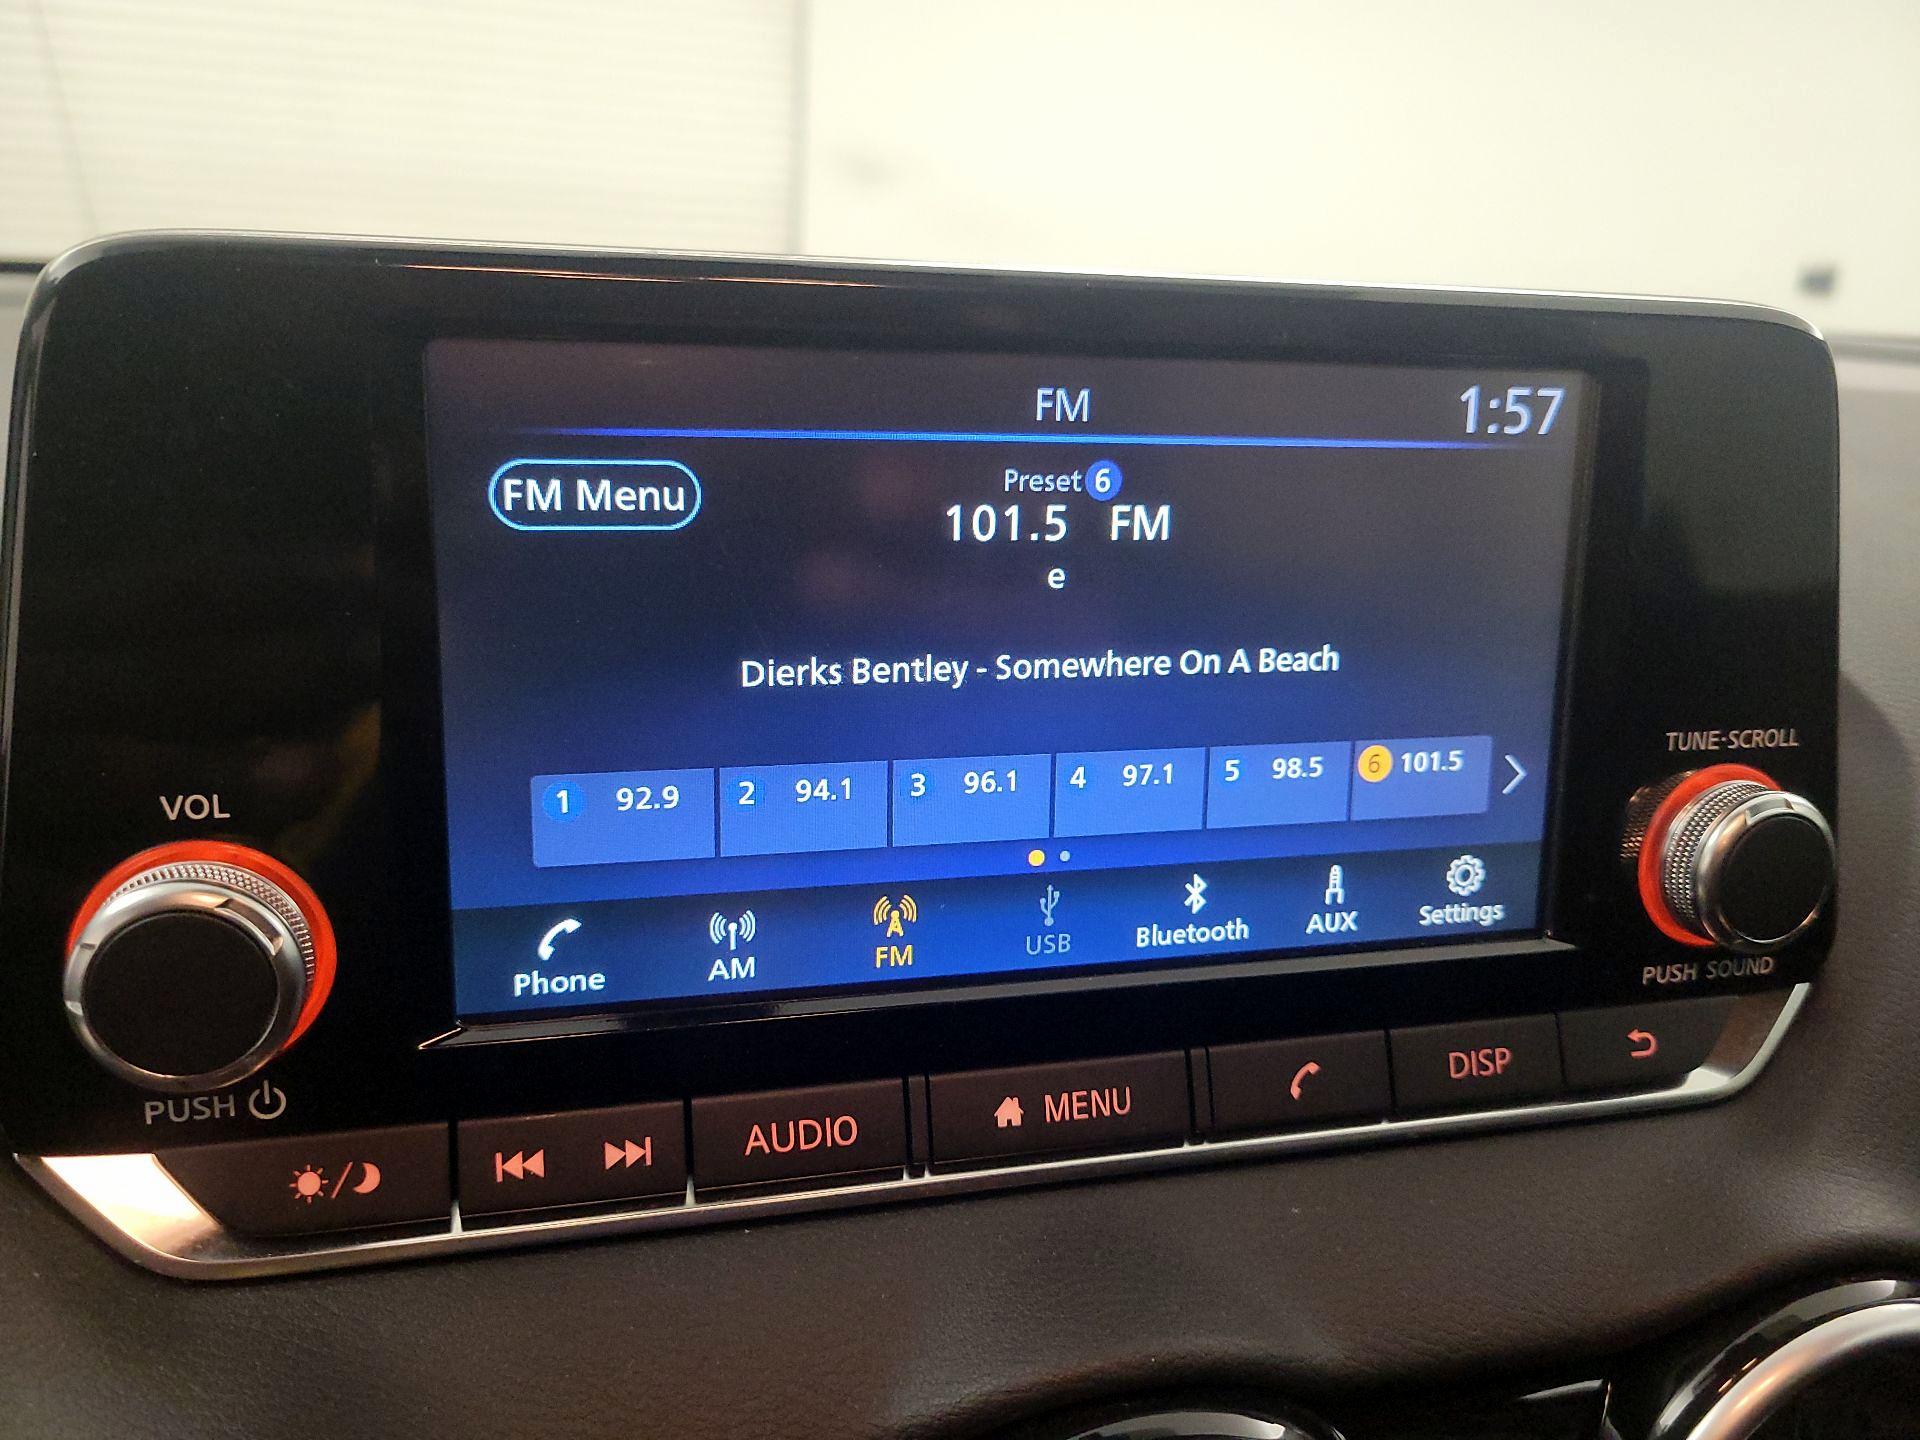 FM 1:57
FM Menu
Preset 6
101.5 FM
e
Dierks Bentley - Somewhere On A Beach
1 92.9 2 94.1 3 96.1 4 97.1 5 98.5 6 101.5
Phone AM FM USB Bluetooth AUX Settings
VOL
PUSH
TUNE·SCROLL
PUSH SOUND
AUDIO MENU DISP